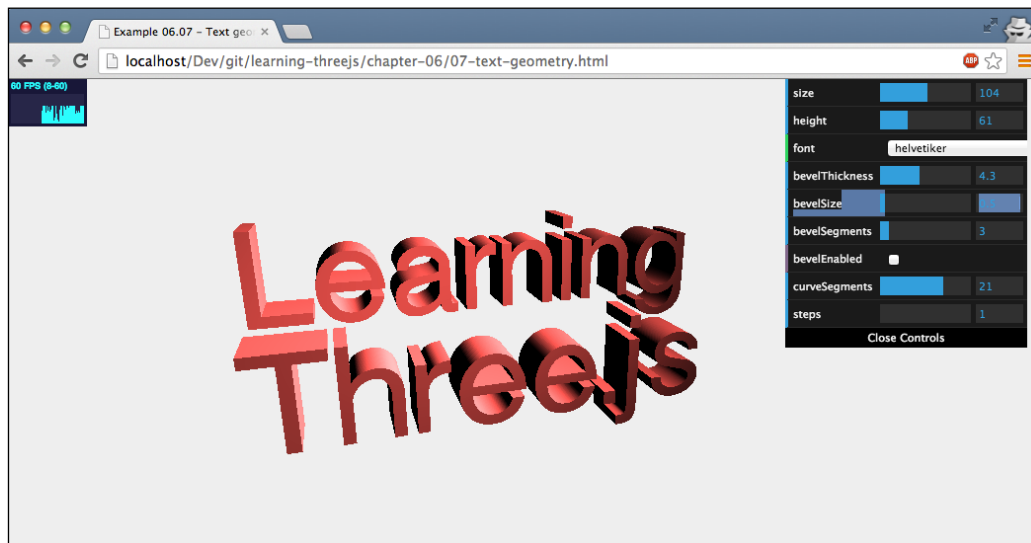 Example 06.07 - Text geo
localhost/Dev/git/learning-threejs/chapter-06/07-text-geometry.html
ABP
60 FPS (8-60)
size 104
height 61
font helvetiker
bevelThickness 4.3
bevelSize
bevelSegments 3
bevelEnabled
curveSegments 21
steps 1
Close Controls
Learning
Threejs